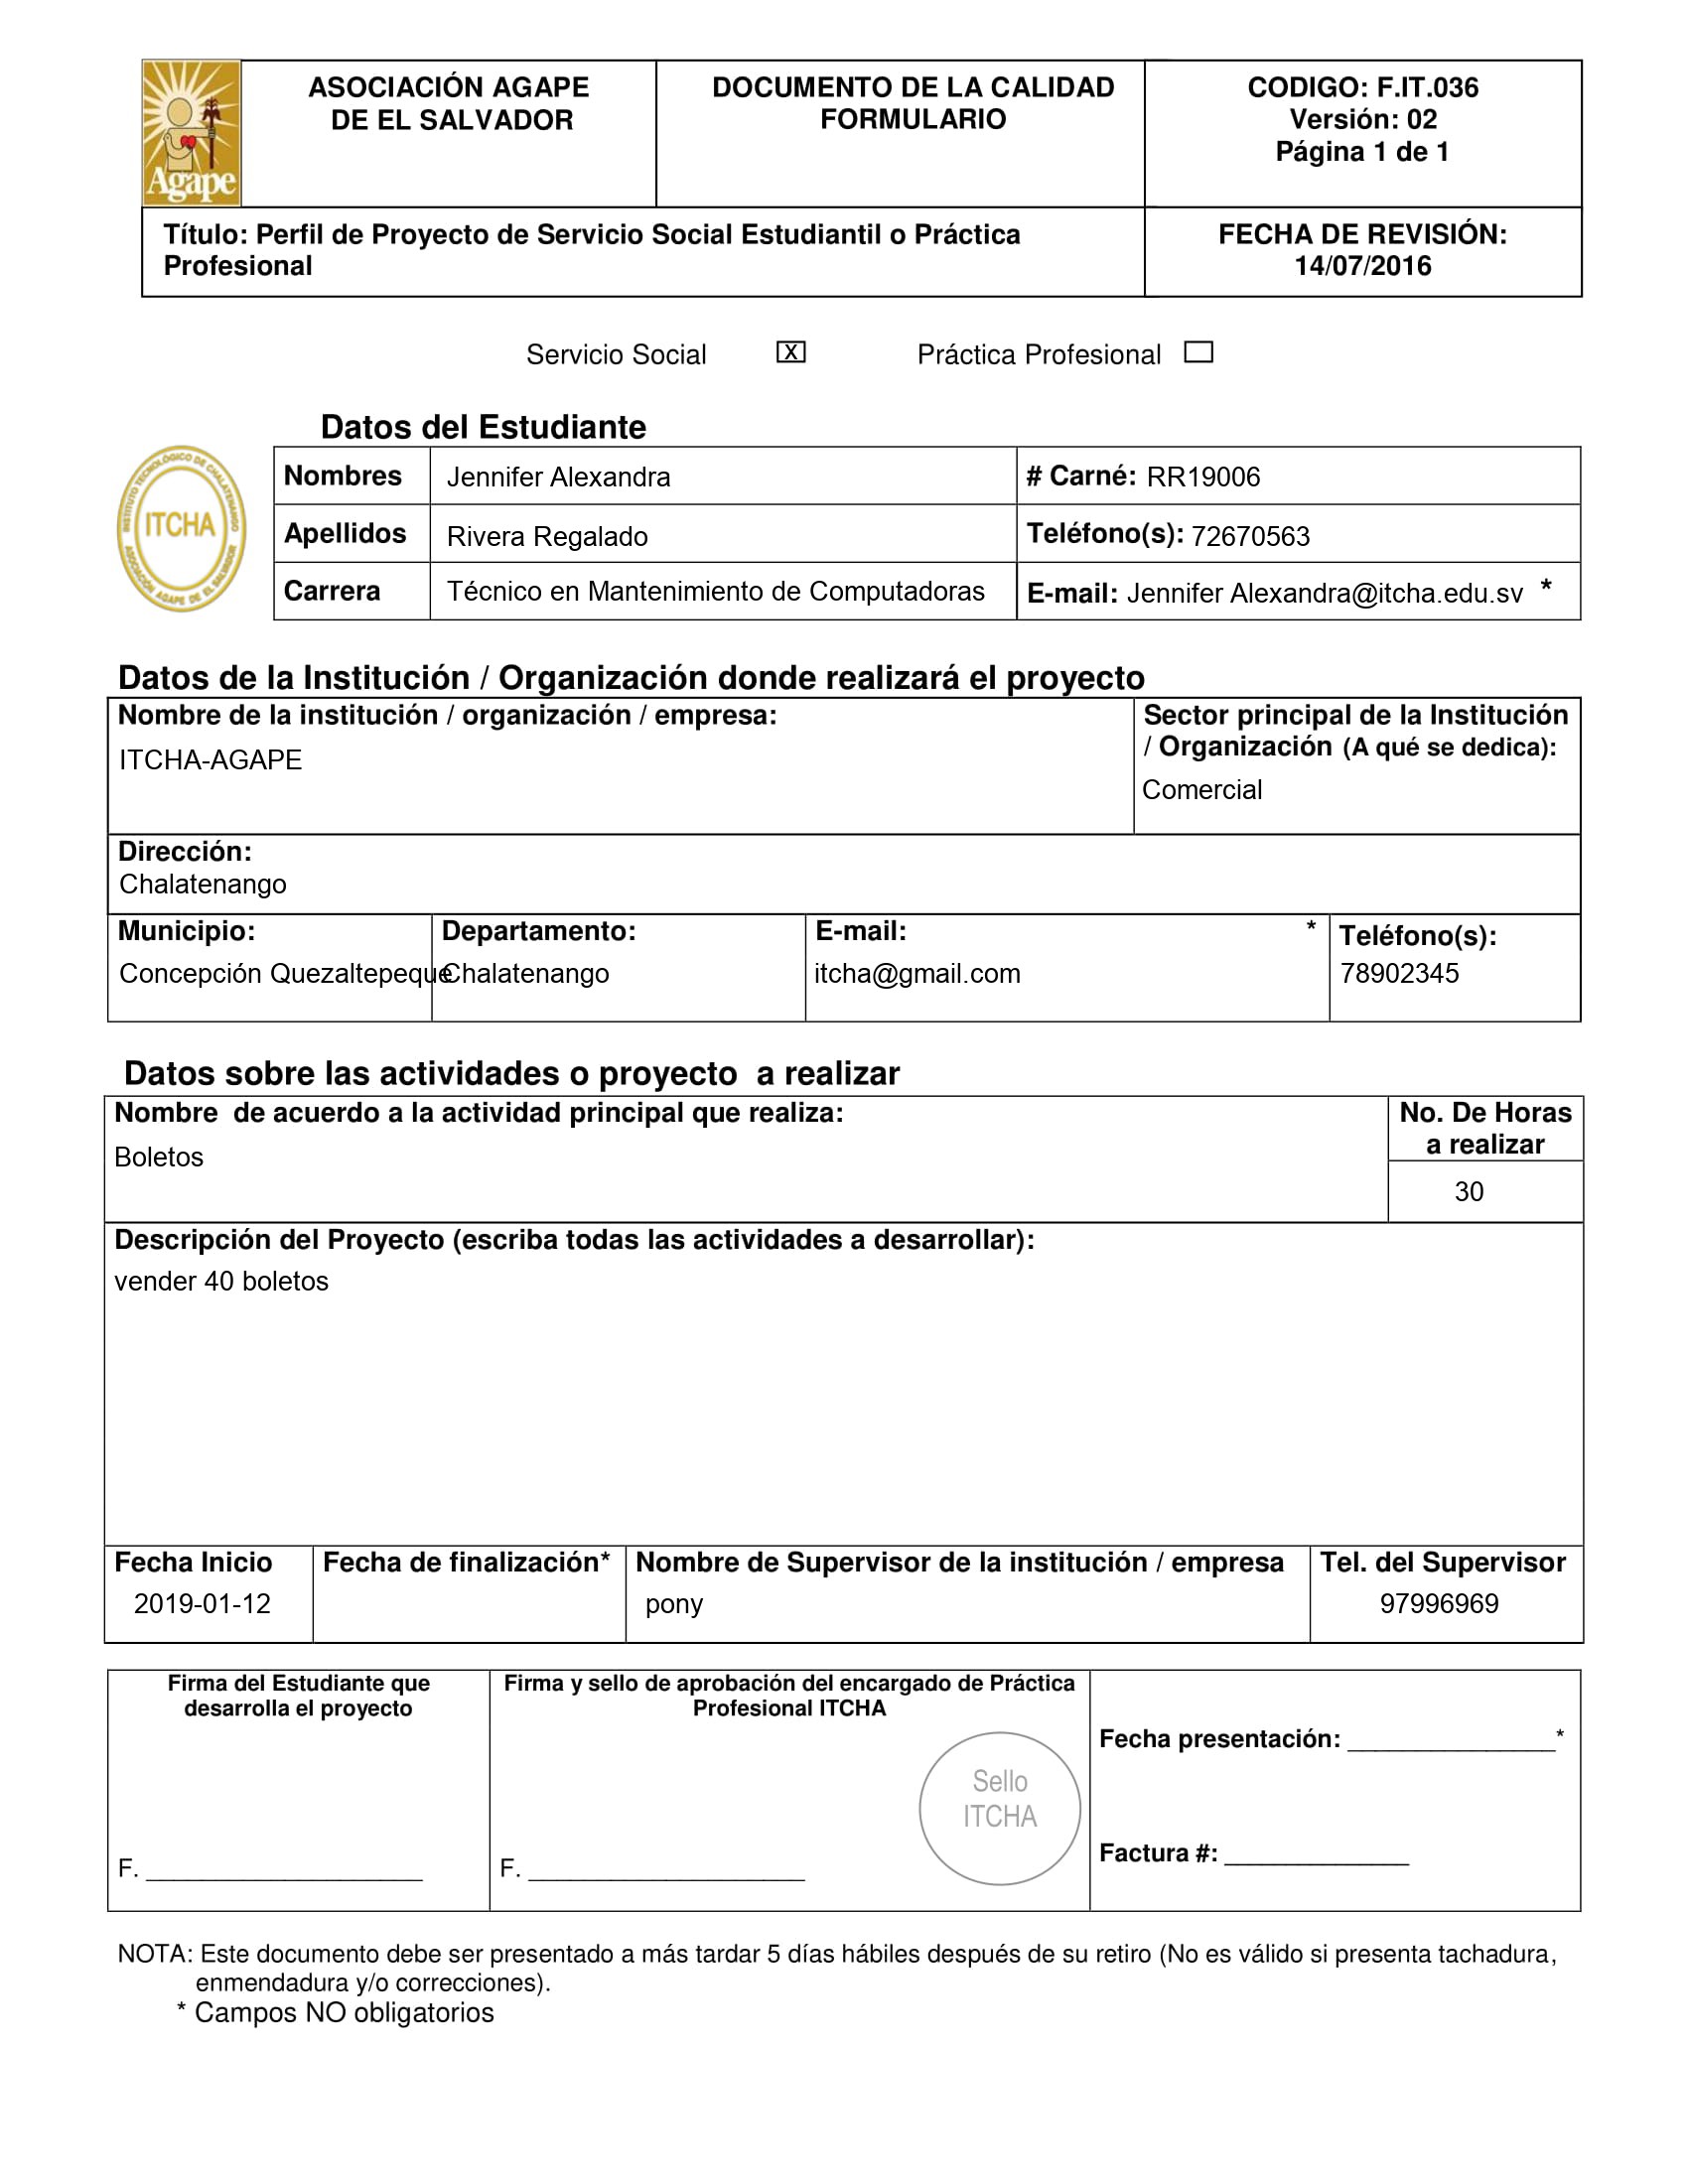 Agape
ASOCIACIÓN AGAPE
DE EL SALVADOR
DOCUMENTO DE LA CALIDAD
FORMULARIO
CODIGO: F.IT.036
Versión: 02
Página 1 de 1
Título: Perfil de Proyecto de Servicio Social Estudiantil o Práctica
Profesional
FECHA DE REVISIÓN:
14/07/2016
Servicio Social X Práctica Profesional
Datos del Estudiante
INSTITUTO TECNOLÓGICO DE CHALATENANGO
ITCHA
ASOCIACIÓN AGAPE DE EL SALVADOR
Nombres Jennifer Alexandra # Carné: RR19006
Apellidos Rivera Regalado Teléfono(s): 72670563
Carrera Técnico en Mantenimiento de Computadoras E-mail: Jennifer Alexandra@itcha.edu.sv *
Datos de la Institución / Organización donde realizará el proyecto
Nombre de la institución / organización / empresa:
ITCHA-AGAPE
Sector principal de la Institución
/ Organización (A qué se dedica):
Comercial
Dirección:
Chalatenango
Municipio: Departamento: E-mail: * Teléfono(s):
Concepción Quezaltepeque Chalatenango itcha@gmail.com 78902345
Datos sobre las actividades o proyecto a realizar
Nombre de acuerdo a la actividad principal que realiza:
Boletos
No. De Horas
a realizar
30
Descripción del Proyecto (escriba todas las actividades a desarrollar):
vender 40 boletos
Fecha Inicio Fecha de finalización* Nombre de Supervisor de la institución / empresa Tel. del Supervisor
2019-01-12 pony 97996969
Firma del Estudiante que
desarrolla el proyecto
F. ____________________
Firma y sello de aprobación del encargado de Práctica
Profesional ITCHA
Sello
ITCHA
F. ____________________
Fecha presentación: _______________*
Factura #: _____________
NOTA: Este documento debe ser presentado a más tardar 5 días hábiles después de su retiro (No es válido si presenta tachadura,
enmendadura y/o correcciones).
* Campos NO obligatorios